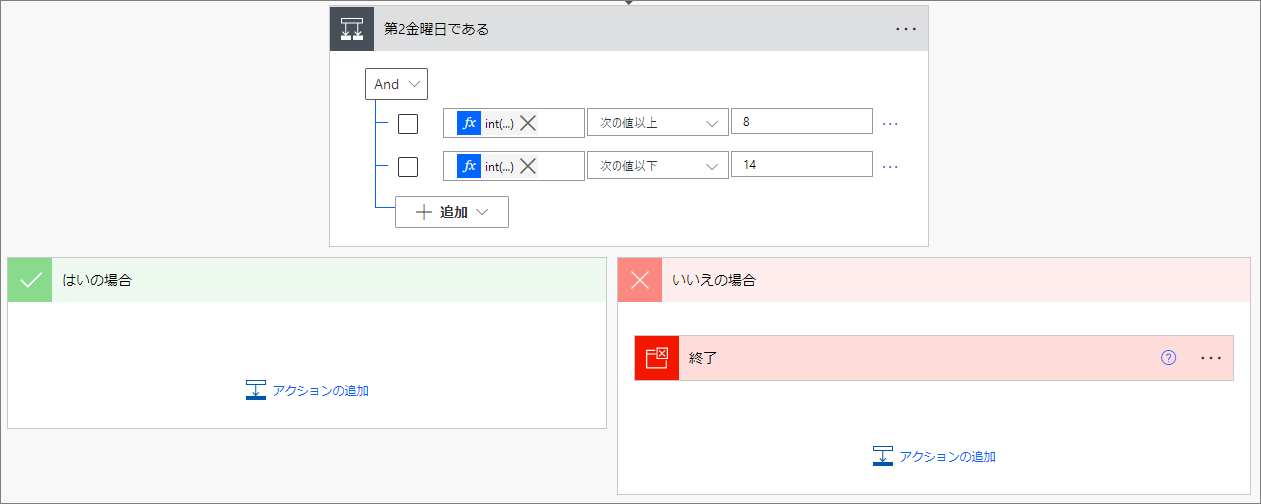 第2金曜日である
And
fx int(...) 次の値以上 8
fx int(...) 次の値以下 14
追加
はいの場合
いいえの場合
終了
アクションの追加
アクションの追加